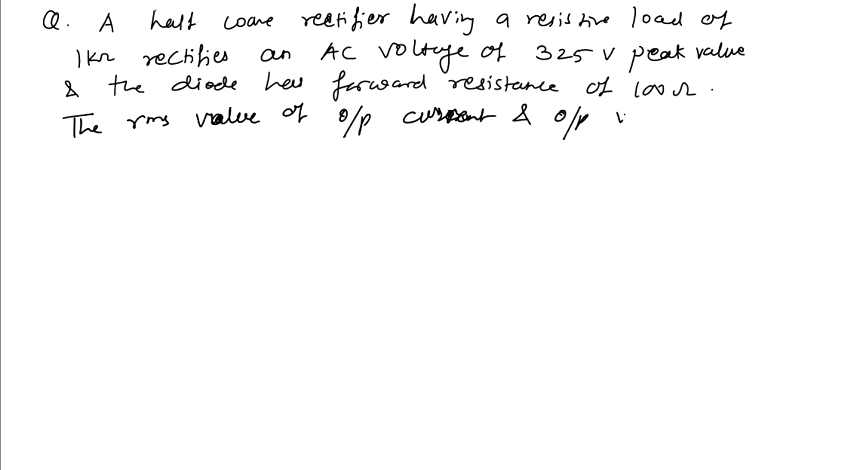 Q. A half wave rectifier having a resistive load of
1kΩ rectifies an AC voltage of 325 V peak value
& the diode has forward resistance of 100 Ω.
The rms value of o/p current & o/p v